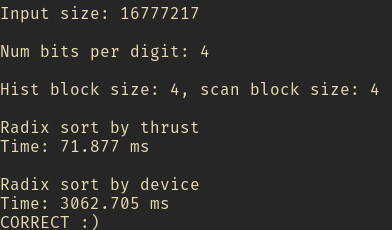 Input size: 16777217
Num bits per digit: 4
Hist block size: 4, scan block size: 4
Radix sort by thrust
Time: 71.877 ms
Radix sort by device
Time: 3062.705 ms
CORRECT :)